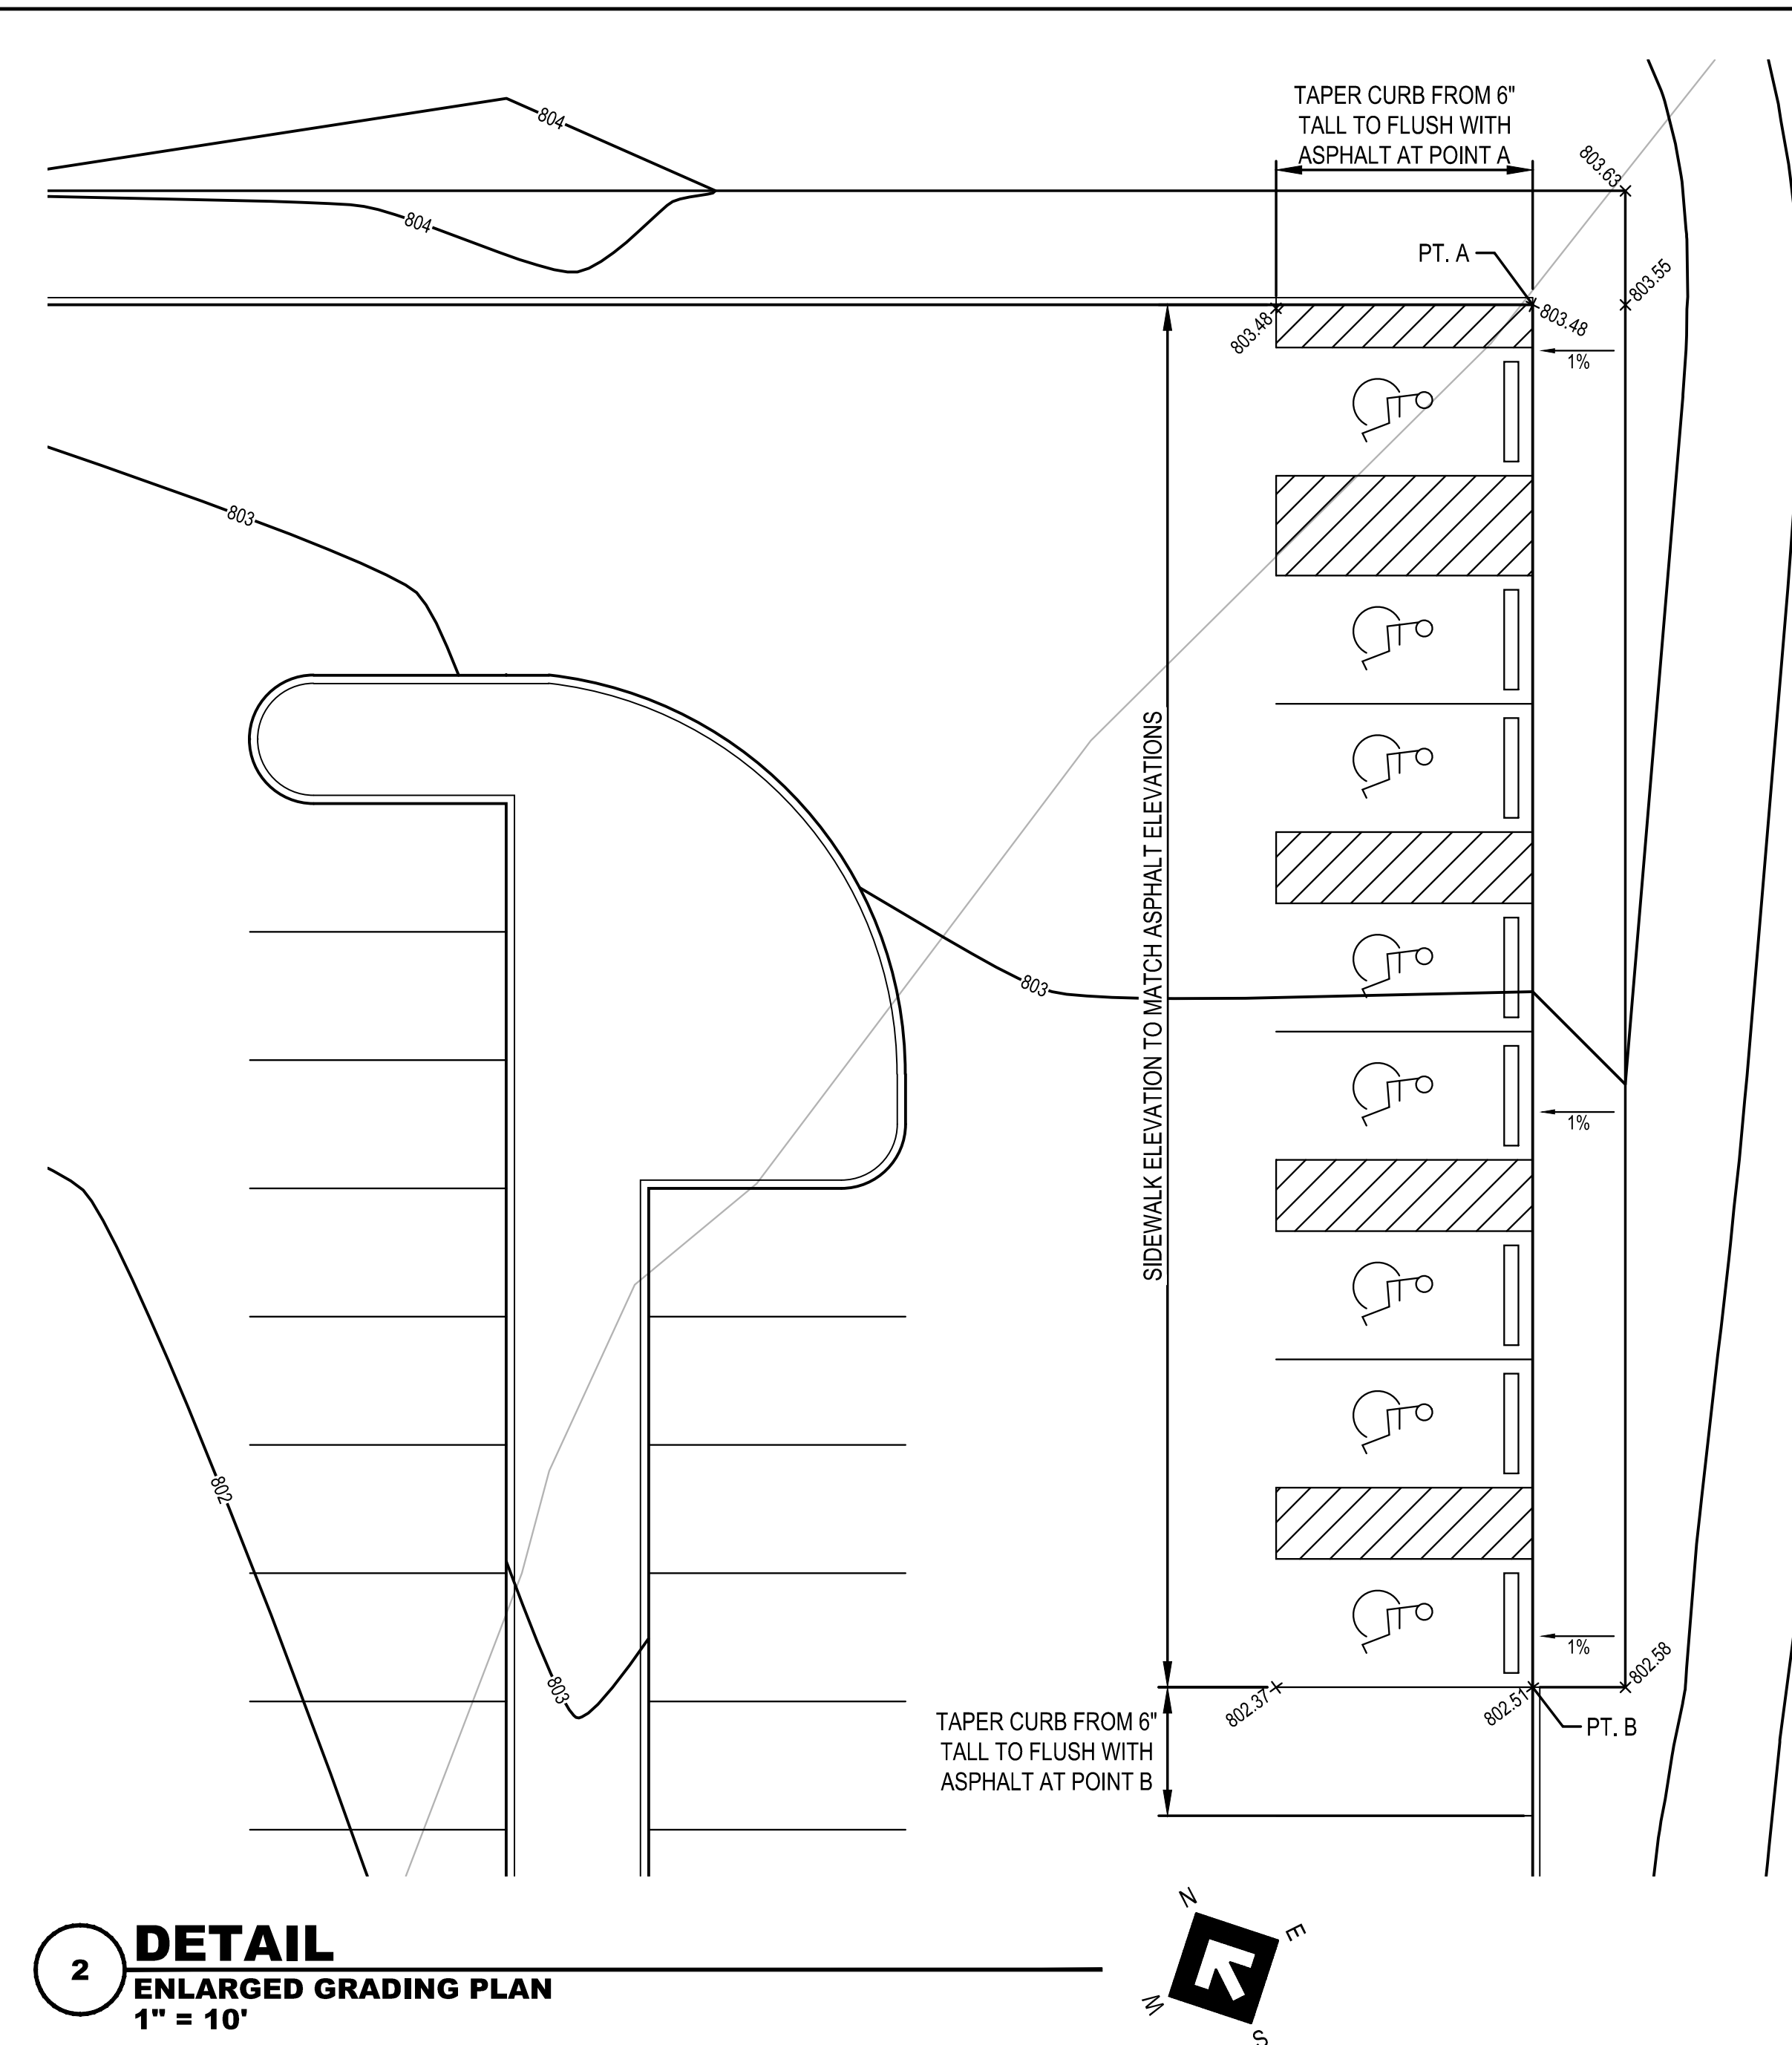 TAPER CURB FROM 6"
TALL TO FLUSH WITH
ASPHALT AT POINT A
804
803.63
804
PT. A
803.55
803.48
803.48
1%
803
SIDEWALK ELEVATION TO MATCH ASPHALT ELEVATIONS
803
1%
802
803
1%
802.58
802.37
802.51
PT. B
TAPER CURB FROM 6"
TALL TO FLUSH WITH
ASPHALT AT POINT B
N
E
W
S
2
DETAIL
ENLARGED GRADING PLAN
1" = 10'